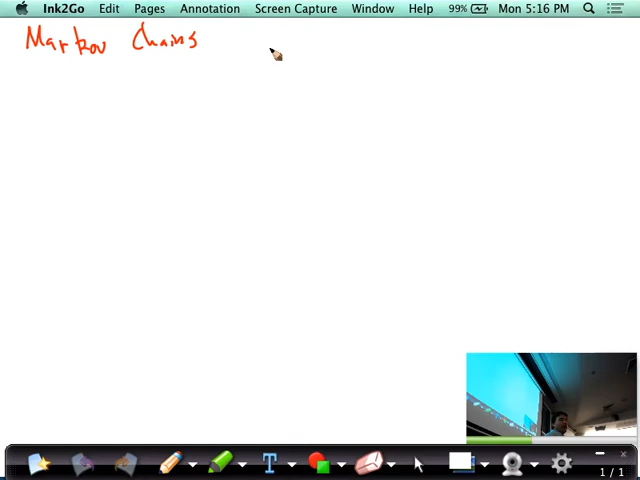 Ink2Go Edit Pages Annotation Screen Capture Window Help 99% Mon 5:16 PM
Markov Chains
T
1 / 1